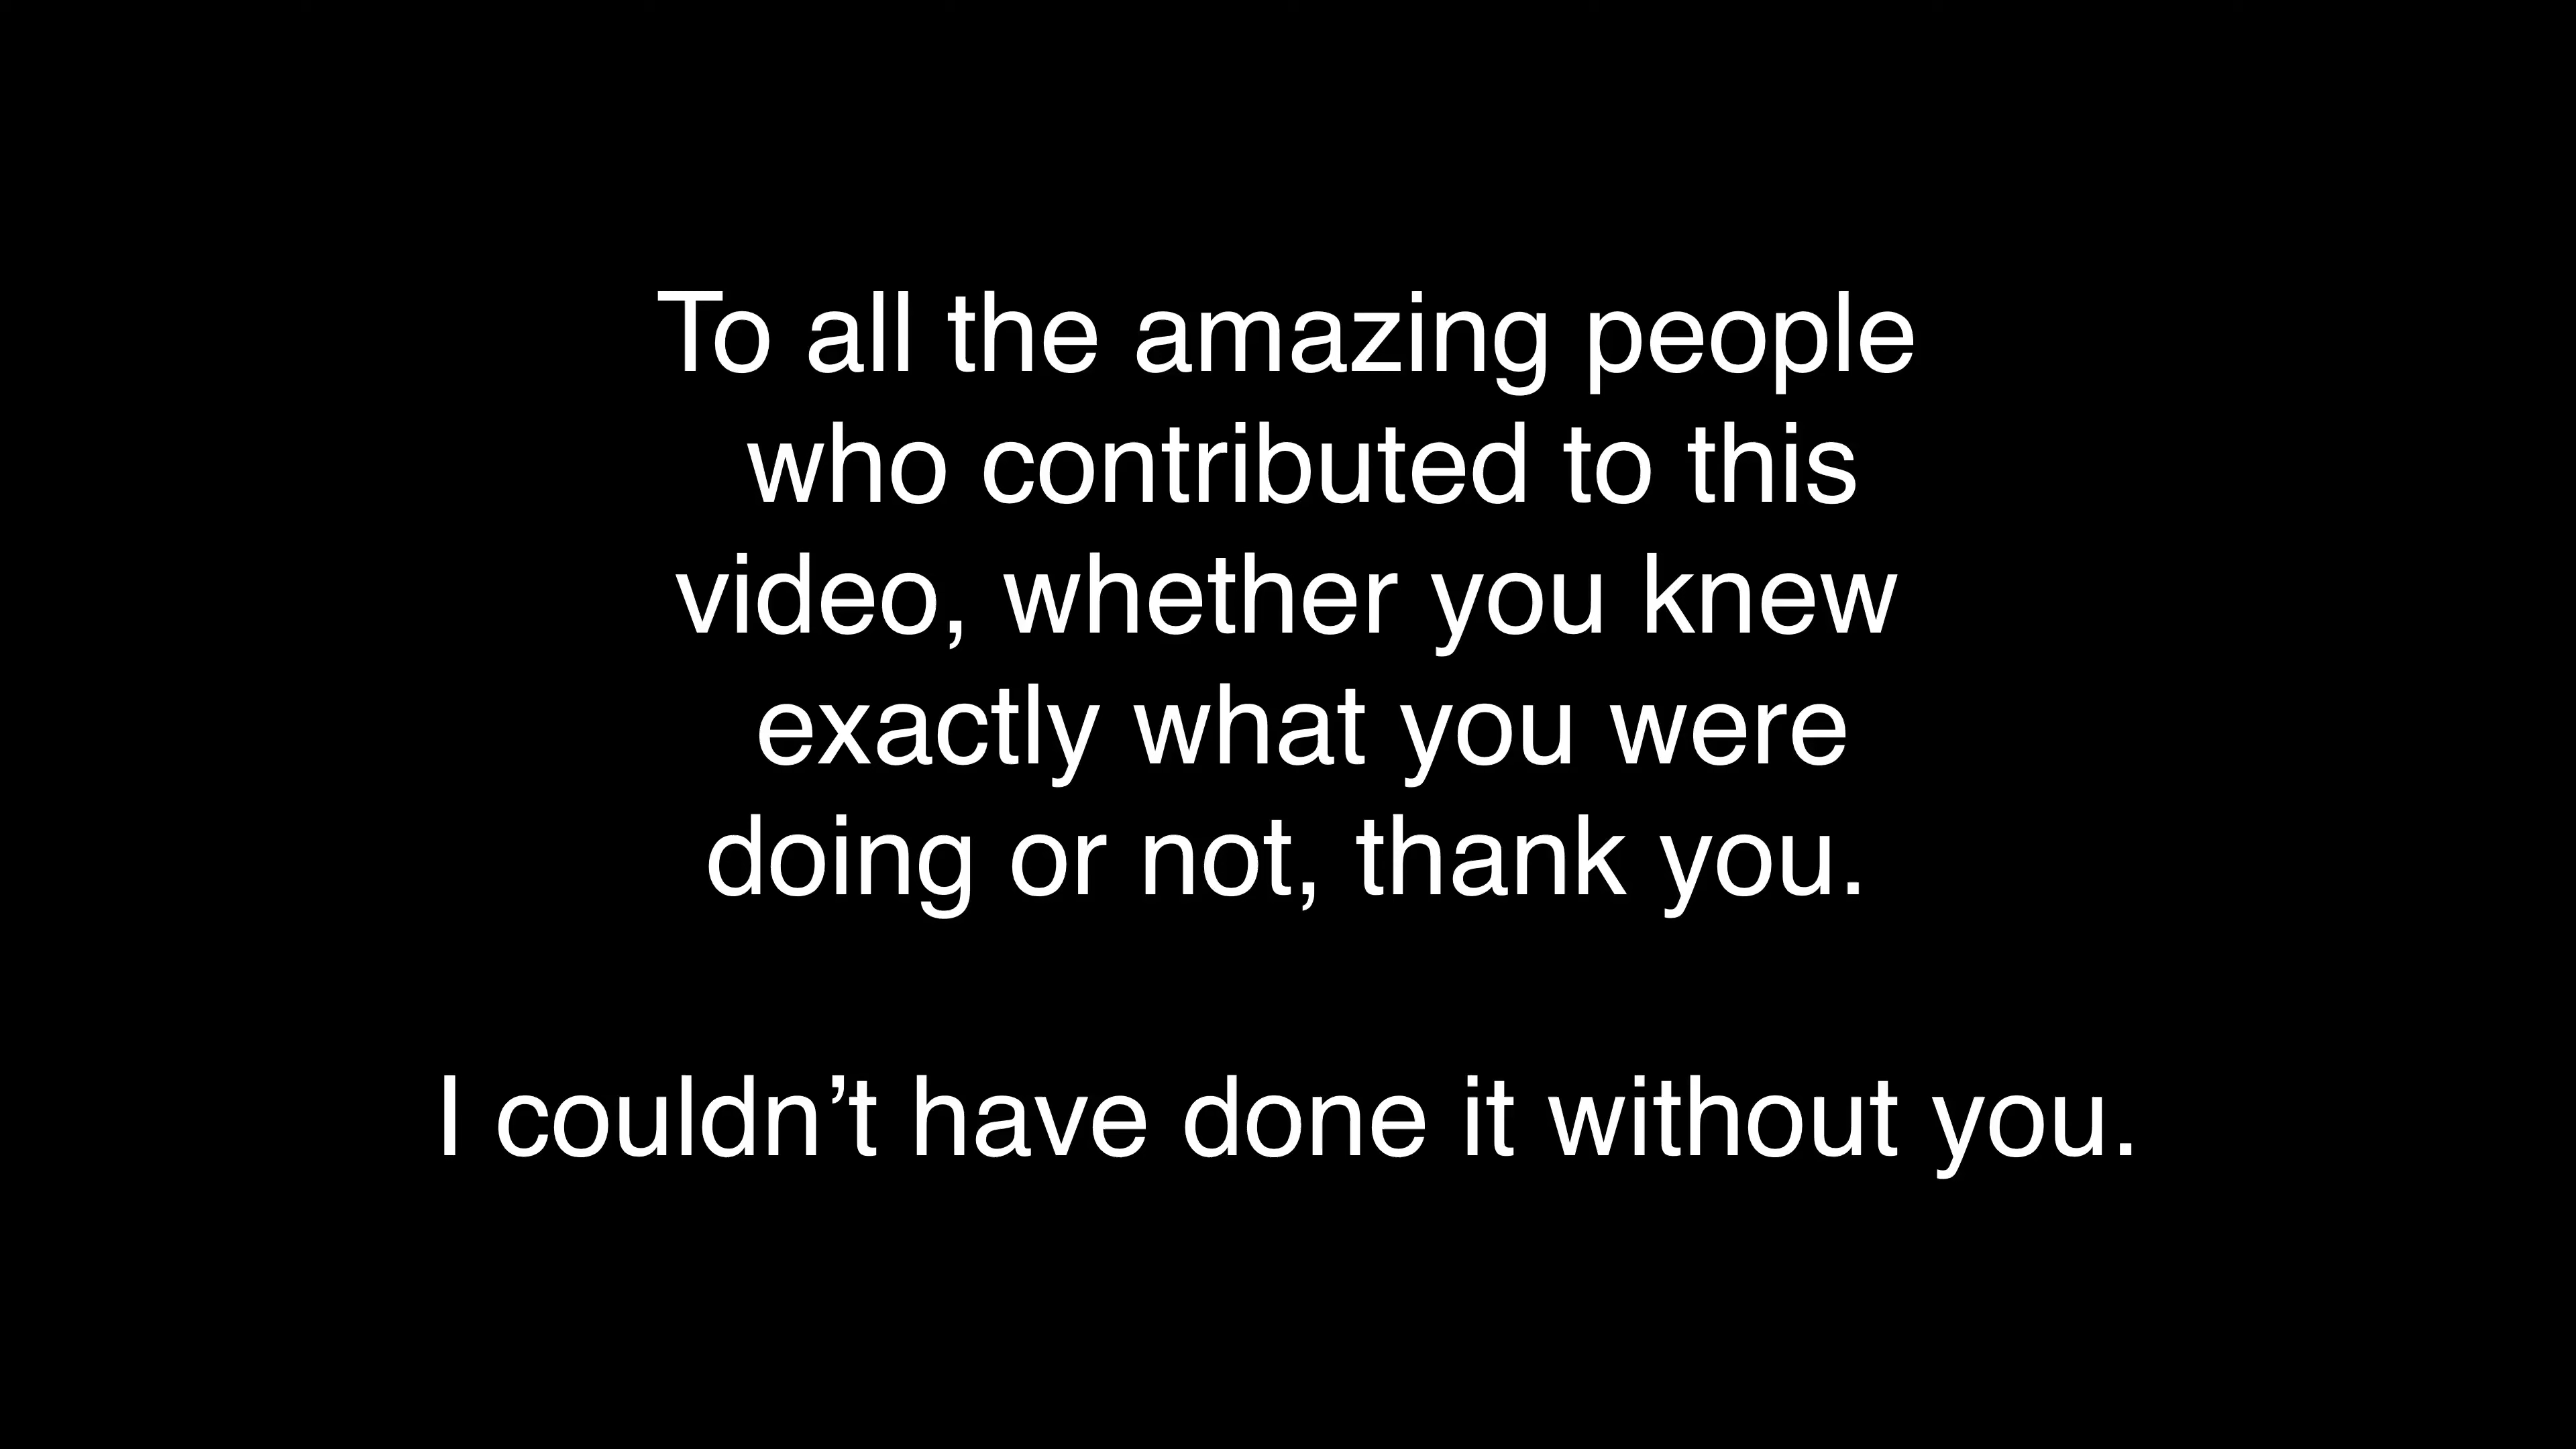 To all the amazing people
who contributed to this
video, whether you knew
exactly what you were
doing or not, thank you.
I couldn’t have done it without you.